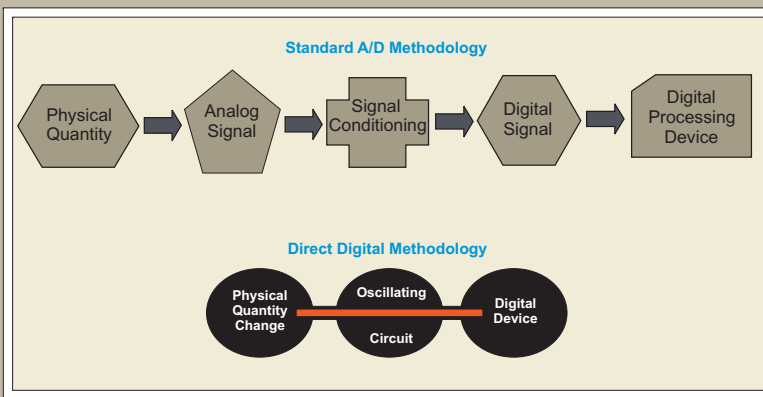 Standard A/D Methodology
Physical
Quantity
Analog
Signal
Signal
Conditioning
Digital
Signal
Digital
Processing
Device
Direct Digital Methodology
Physical
Quantity
Change
Oscillating
Circuit
Digital
Device